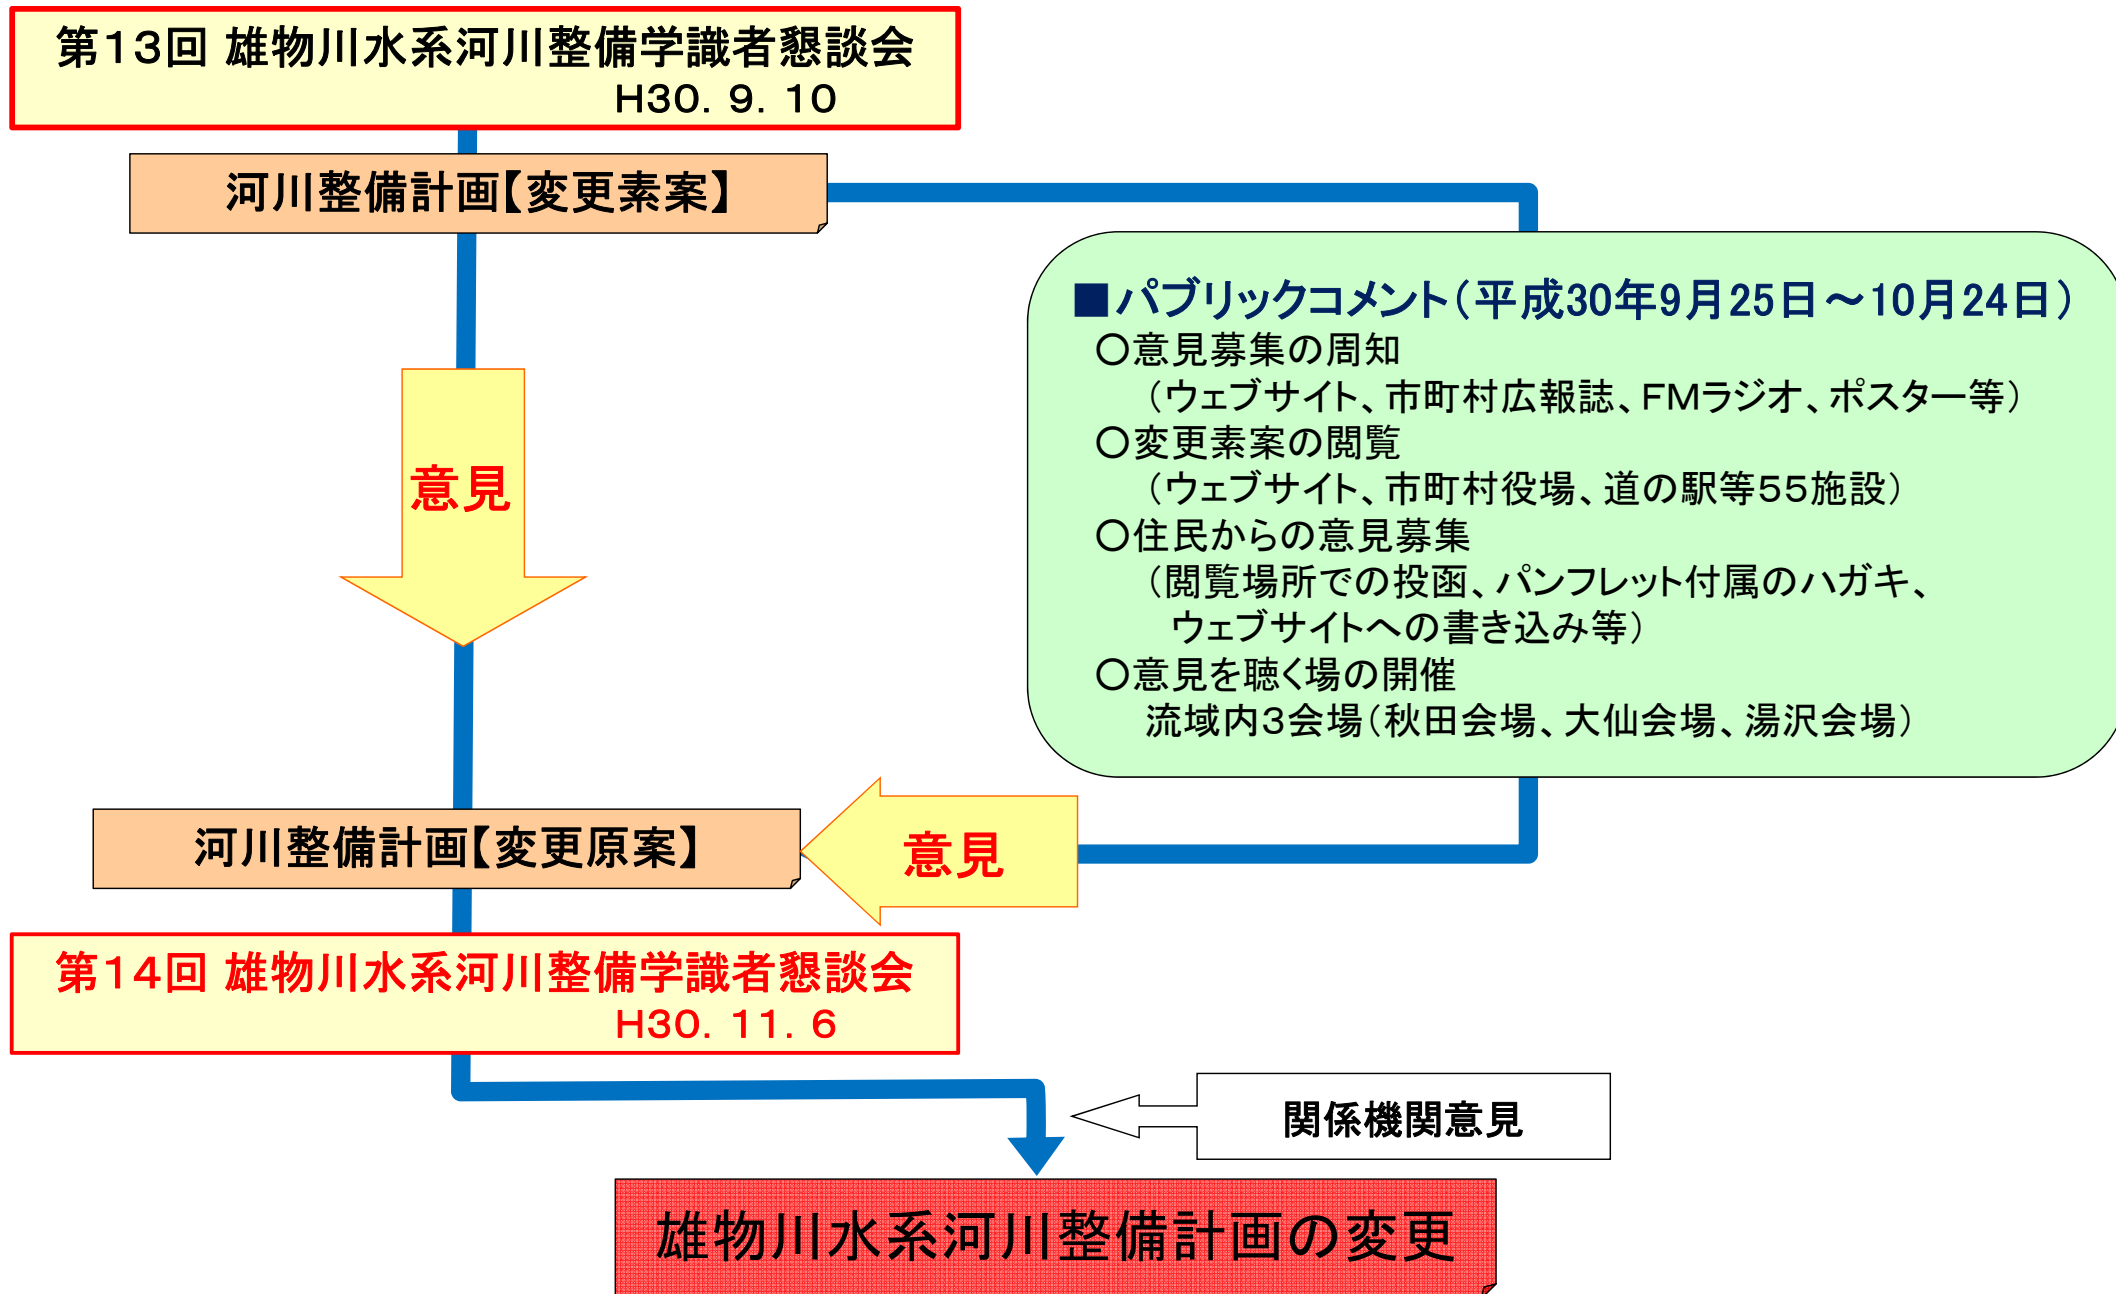 第１３回 雄物川水系河川整備学識者懇談会
H３０．９．１０
河川整備計画【変更素案】
■パブリックコメント（平成30年9月25日～10月24日）
○意見募集の周知
（ウェブサイト、市町村広報誌、FMラジオ、ポスター等）
○変更素案の閲覧
（ウェブサイト、市町村役場、道の駅等５５施設）
○住民からの意見募集
（閲覧場所での投函、パンフレット付属のハガキ、
ウェブサイトへの書き込み等）
○意見を聴く場の開催
流域内３会場（秋田会場、大仙会場、湯沢会場）
意見
河川整備計画【変更原案】
意見
第１４回 雄物川水系河川整備学識者懇談会
H３０．１１．６
関係機関意見
雄物川水系河川整備計画の変更